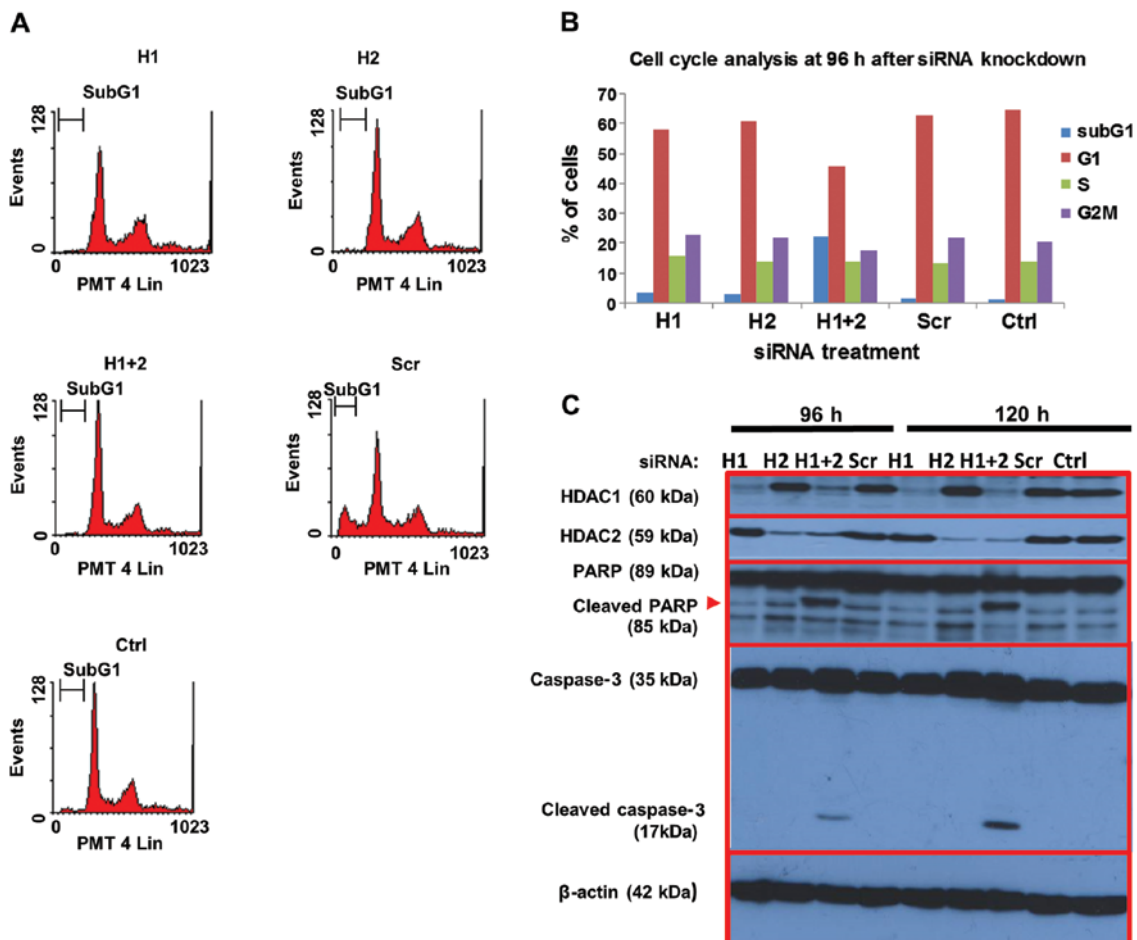 A
H1
SubG1
128
Events
0
0 1023
PMT 4 Lin
H2
SubG1
128
Events
0
0 1023
PMT 4 Lin
H1+2
SubG1
128
Events
0
0 1023
PMT 4 Lin
Scr
SubG1
128
Events
0
0 1023
PMT 4 Lin
Ctrl
SubG1
128
Events
0
0 1023
PMT 4 Lin
B
Cell cycle analysis at 96 h after siRNA knockdown
% of cells
70
60
50
40
30
20
10
0
H1 H2 H1+2 Scr Ctrl
siRNA treatment
subG1
G1
S
G2M
C
96 h 120 h
siRNA: H1 H2 H1+2 Scr H1 H2 H1+2 Scr Ctrl
HDAC1 (60 kDa)
HDAC2 (59 kDa)
PARP (89 kDa)
Cleaved PARP
(85 kDa)
Caspase-3 (35 kDa)
Cleaved caspase-3
(17kDa)
β-actin (42 kDa)